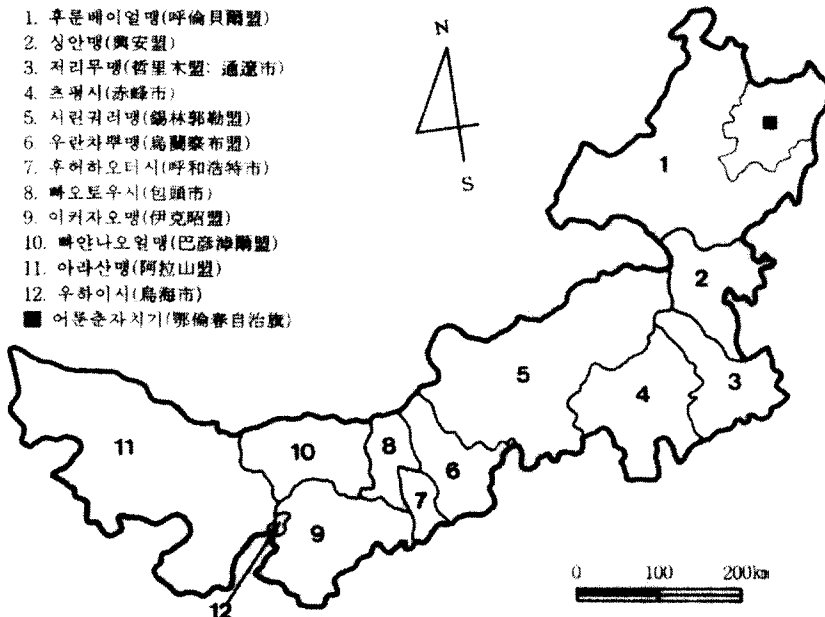 1. 후룬베이얼맹(呼倫貝爾盟)
2. 싱안맹(興安盟)
3. 저리무맹(哲里木盟: 通遼市)
4. 츠펑시(赤峰市)
5. 시린궈러맹(錫林郭勒盟)
6. 우란차뿌맹(烏蘭察布盟)
7. 후허하오터시(呼和浩特市)
8. 빠오토우시(包頭市)
9. 이커자오맹(伊克昭盟)
10. 빠얀나오얼맹(巴彦淖爾盟)
11. 아라산맹(阿拉山盟)
12. 우하이시(烏海市)
■ 어룬춘자치기(鄂倫春自治旗)
N
S
1
2
3
4
5
6
7
8
9
10
11
12
0 100 200㎞